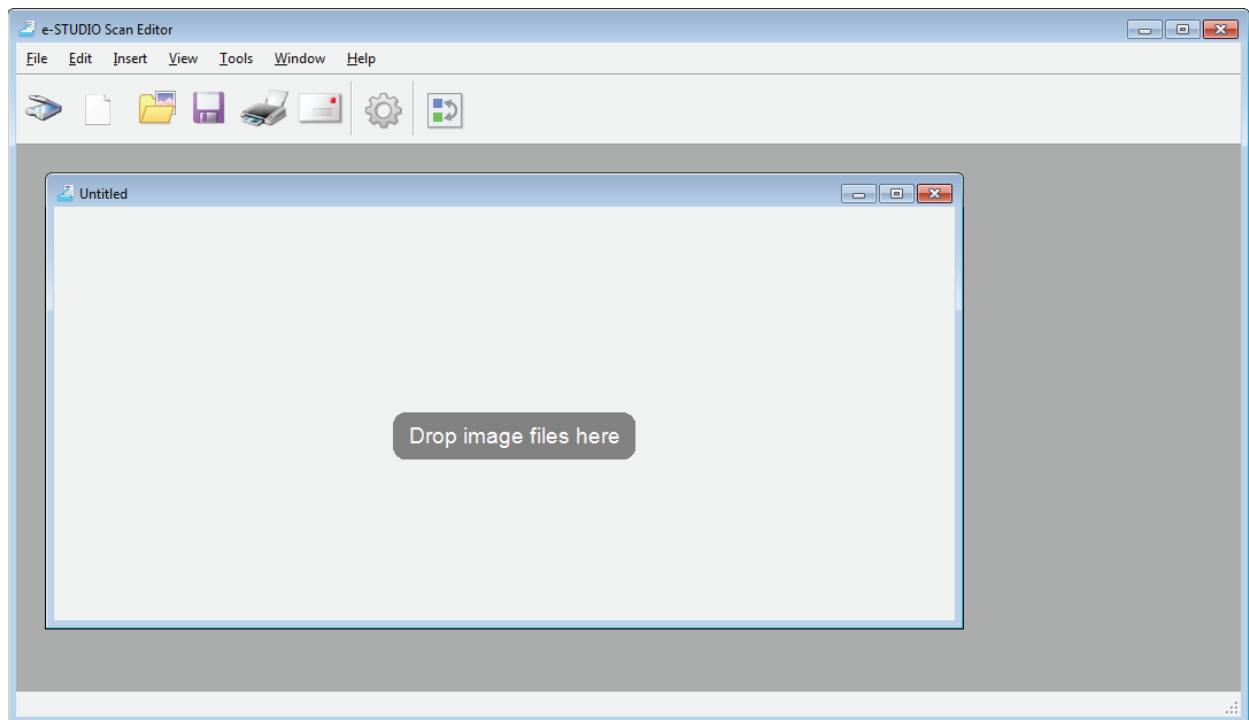 e-STUDIO Scan Editor
File Edit Insert View Tools Window Help
Untitled
Drop image files here